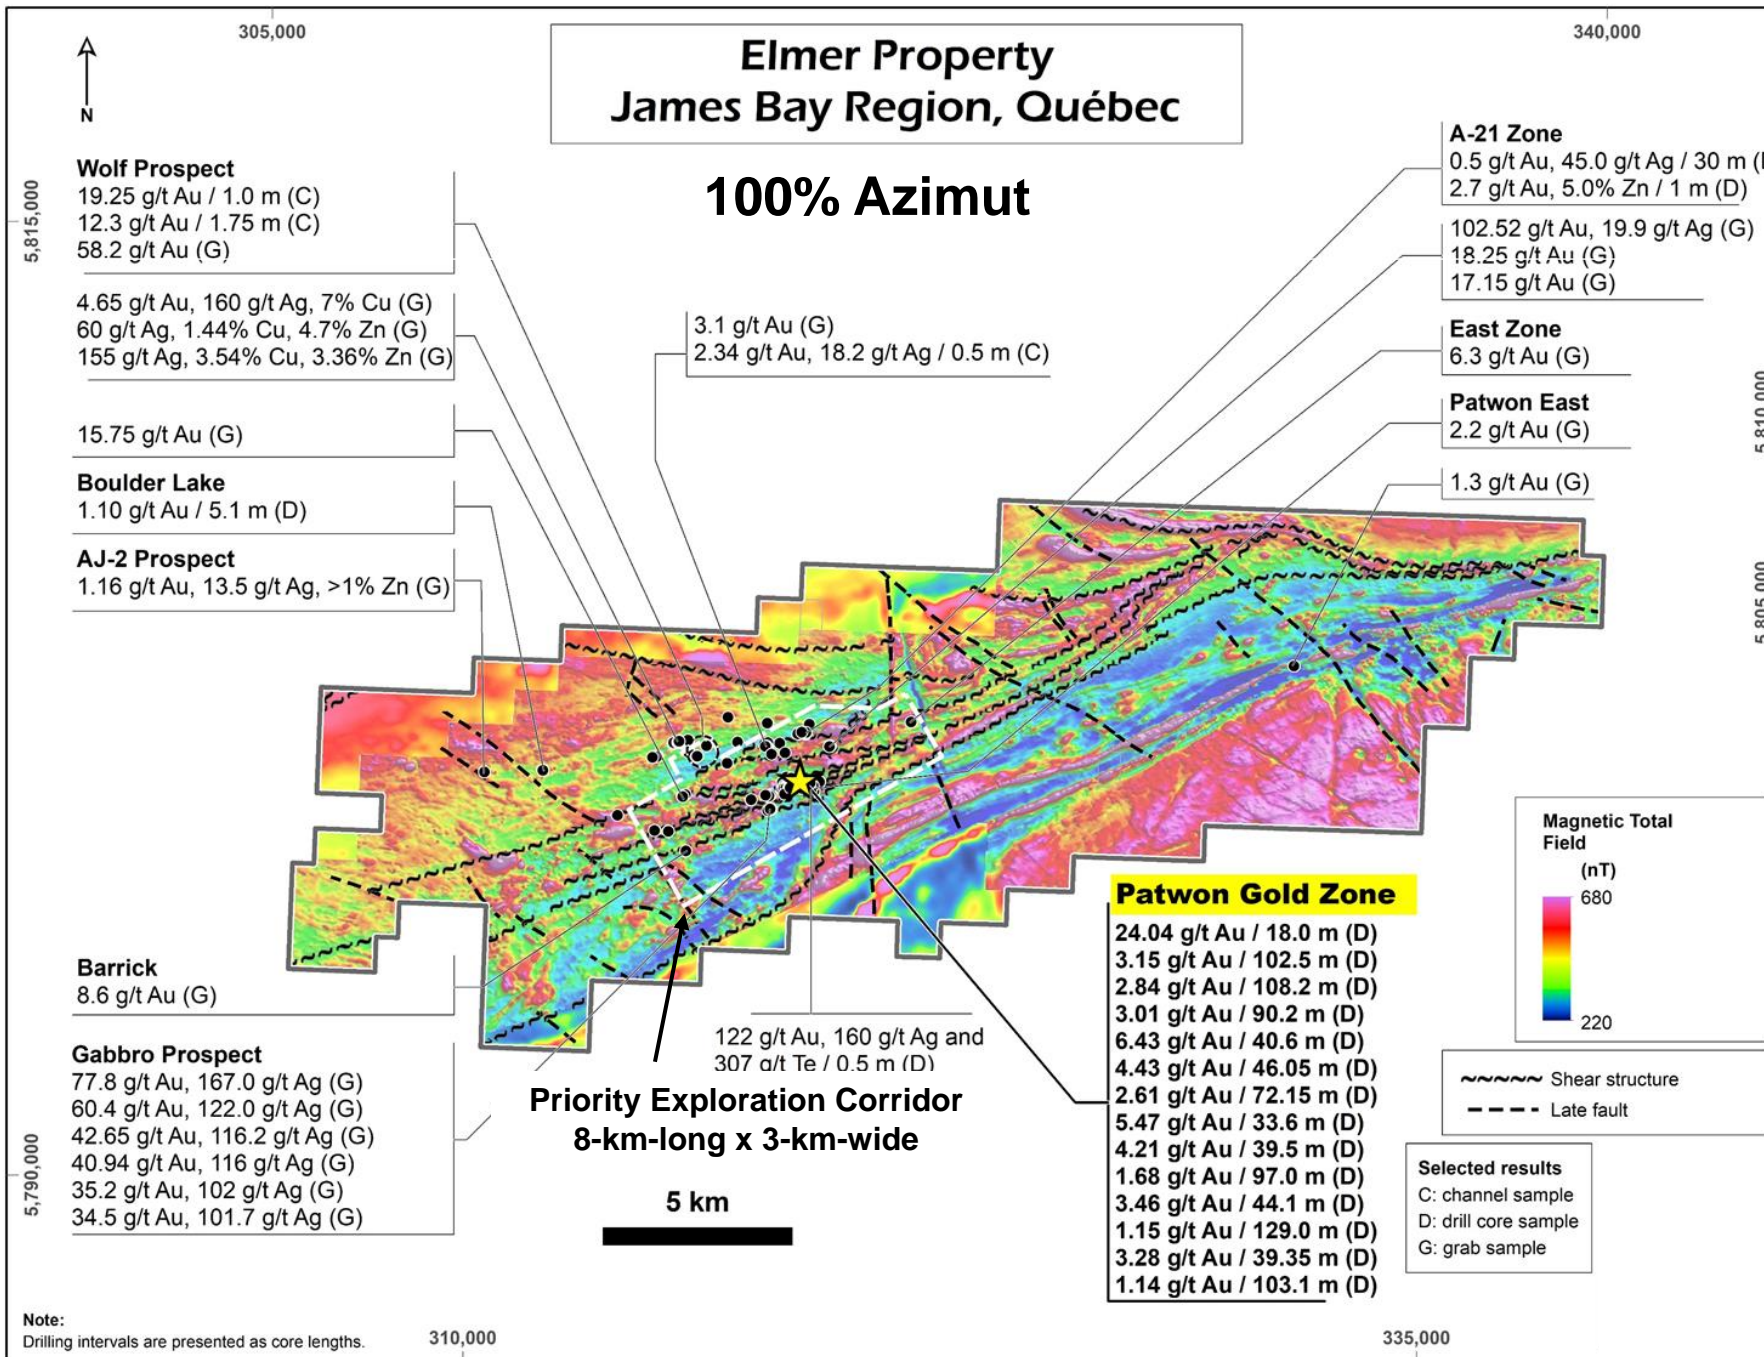 305,000
340,000
Elmer Property
James Bay Region, Québec
100% Azimut
N
5,815,000
5,790,000
5,810,000
5,805,000
Wolf Prospect
19.25 g/t Au / 1.0 m (C)
12.3 g/t Au / 1.75 m (C)
58.2 g/t Au (G)
4.65 g/t Au, 160 g/t Ag, 7% Cu (G)
60 g/t Ag, 1.44% Cu, 4.7% Zn (G)
155 g/t Ag, 3.54% Cu, 3.36% Zn (G)
15.75 g/t Au (G)
Boulder Lake
1.10 g/t Au / 5.1 m (D)
AJ-2 Prospect
1.16 g/t Au, 13.5 g/t Ag, >1% Zn (G)
3.1 g/t Au (G)
2.34 g/t Au, 18.2 g/t Ag / 0.5 m (C)
A-21 Zone
0.5 g/t Au, 45.0 g/t Ag / 30 m
2.7 g/t Au, 5.0% Zn / 1 m (D)
102.52 g/t Au, 19.9 g/t Ag (G)
18.25 g/t Au (G)
17.15 g/t Au (G)
East Zone
6.3 g/t Au (G)
Patwon East
2.2 g/t Au (G)
1.3 g/t Au (G)
Barrick
8.6 g/t Au (G)
Gabbro Prospect
77.8 g/t Au, 167.0 g/t Ag (G)
60.4 g/t Au, 122.0 g/t Ag (G)
42.65 g/t Au, 116.2 g/t Ag (G)
40.94 g/t Au, 116 g/t Ag (G)
35.2 g/t Au, 102 g/t Ag (G)
34.5 g/t Au, 101.7 g/t Ag (G)
122 g/t Au, 160 g/t Ag and
307 g/t Te / 0.5 m (D)
Priority Exploration Corridor
8-km-long x 3-km-wide
5 km
Patwon Gold Zone
24.04 g/t Au / 18.0 m (D)
3.15 g/t Au / 102.5 m (D)
2.84 g/t Au / 108.2 m (D)
3.01 g/t Au / 90.2 m (D)
6.43 g/t Au / 40.6 m (D)
4.43 g/t Au / 46.05 m (D)
2.61 g/t Au / 72.15 m (D)
5.47 g/t Au / 33.6 m (D)
4.21 g/t Au / 39.5 m (D)
1.68 g/t Au / 97.0 m (D)
3.46 g/t Au / 44.1 m (D)
1.15 g/t Au / 129.0 m (D)
3.28 g/t Au / 39.35 m (D)
1.14 g/t Au / 103.1 m (D)
Magnetic Total
Field
(nT)
680
220
Shear structure
Late fault
Selected results
C: channel sample
D: drill core sample
G: grab sample
Note:
Drilling intervals are presented as core lengths.
310,000
335,000